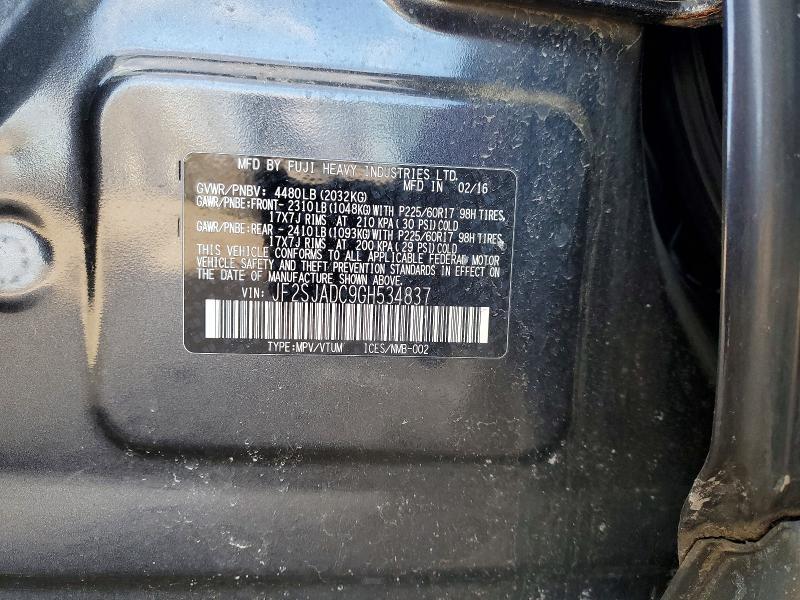 MFD BY FUJI HEAVY INDUSTRIES LTD.
GVWR/PNBV: 4480LB(2032KG) MFD IN 02/16
GAWR/PNBE:FRONT-2310LB(1048KG)WITH P225/60R17 98H TIRES,
17X7J RIMS AT 210 KPA(30 PSI)COLD
GAWR/PNBE:REAR -2410LB(1093KG)WITH P225/60R17 98H TIRES,
17X7J RIMS AT 200 KPA(29 PSI)COLD
THIS VEHICLE CONFORMS TO ALL APPLICABLE FEDERAL MOTOR
VEHICLE SAFETY AND THEFT PREVENTION STANDARDS IN EFFECT ON
THE DATE OF MANUFACTURE SHOWN ABOVE.
VIN: JF2SJADC9GH534837
TYPE:MPV/VTUM ICES/NMB-002